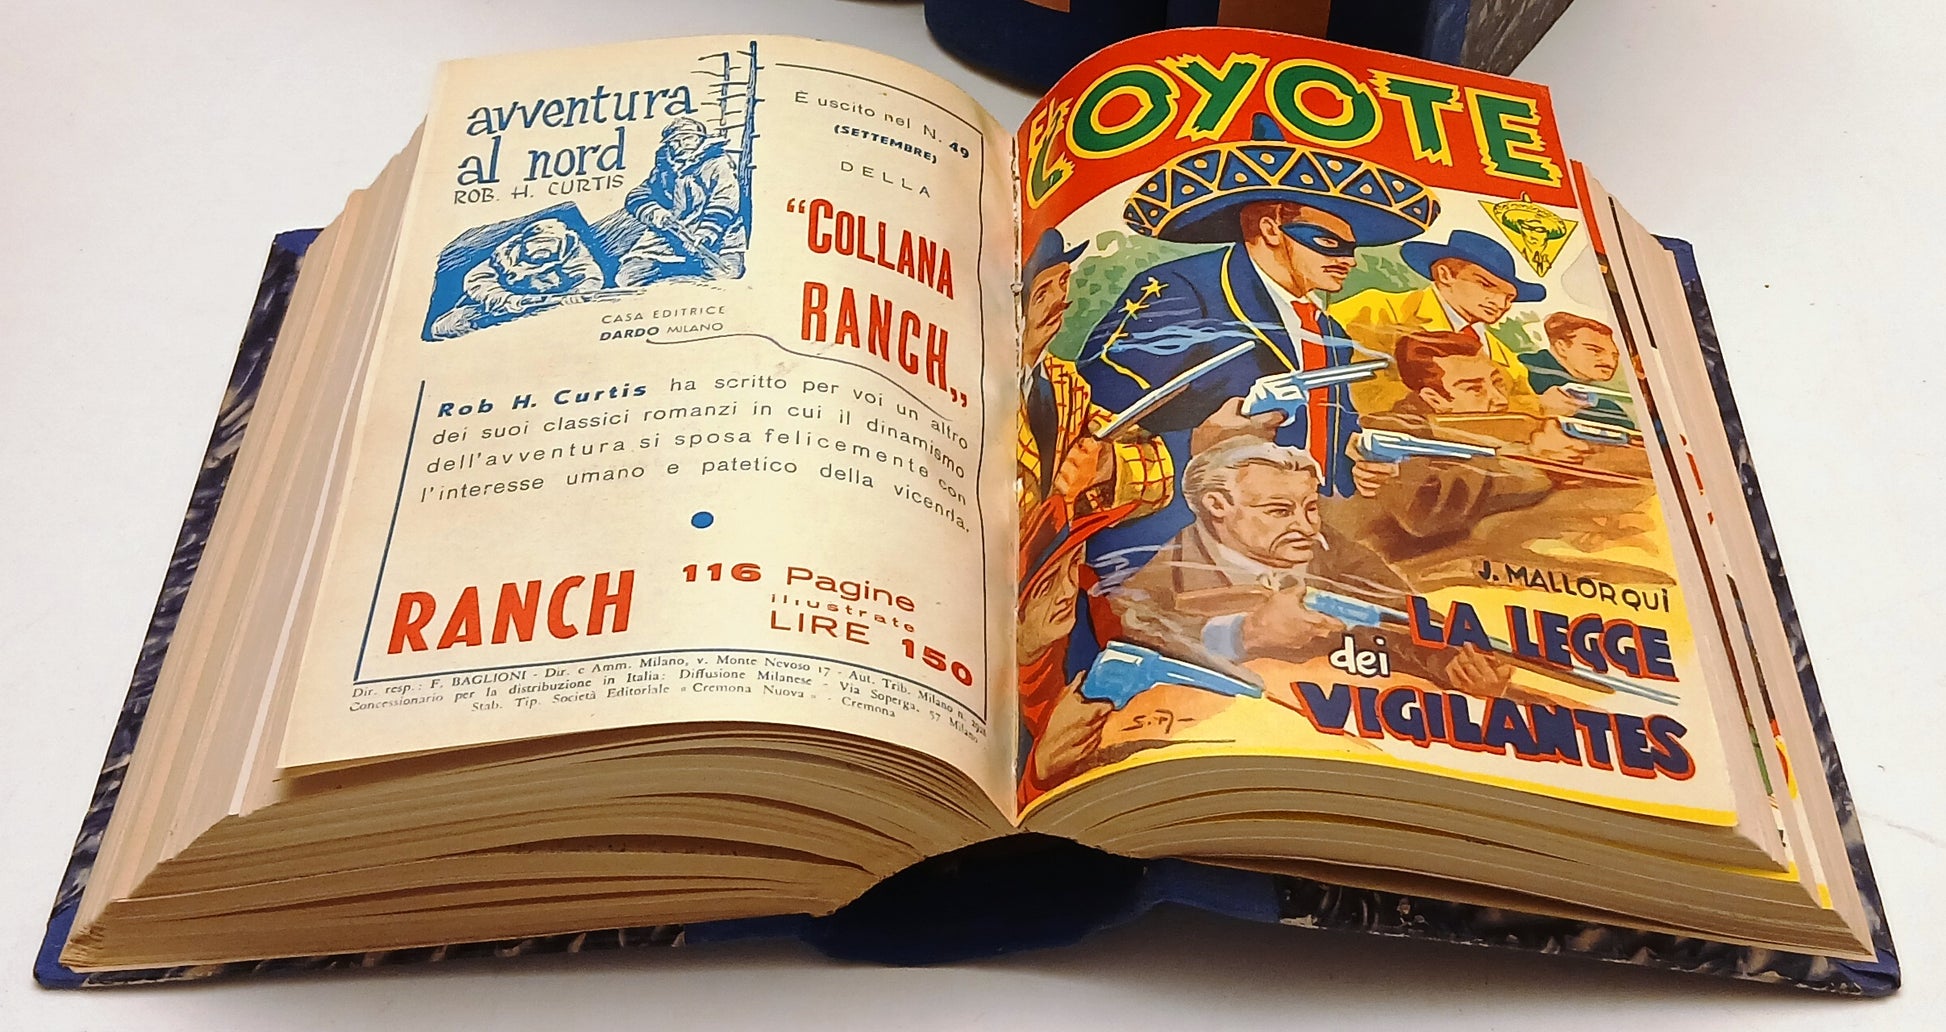 avventura
al nord
ROB. H. CURTIS
È uscito nel N. 49
(SETTEMBRE)
DELLA
“COLLANA
RANCH„
CASA EDITRICE
DARDO MILANO
Rob H. Curtis ha scritto per voi un altro
dei suoi classici romanzi in cui il dinamismo
dell'avventura si sposa felicemente con
l'interesse umano e patetico della vicenda.
RANCH
116 Pagine
illustrate
LIRE 150
Dir. resp.: F. BAGLIONI - Dir. e Amm. Milano, v. Monte Nevoso 17 - Aut. Trib. Milano n. 2928
Concessionario per la distribuzione in Italia: Diffusione Milanese - Via Soperga, 57 Milano
Stab. Tip. Società Editoriale « Cremona Nuova » - Cremona
EL COYOTE
J. MALLORQUÌ
LA LEGGE
dei
VIGILANTES